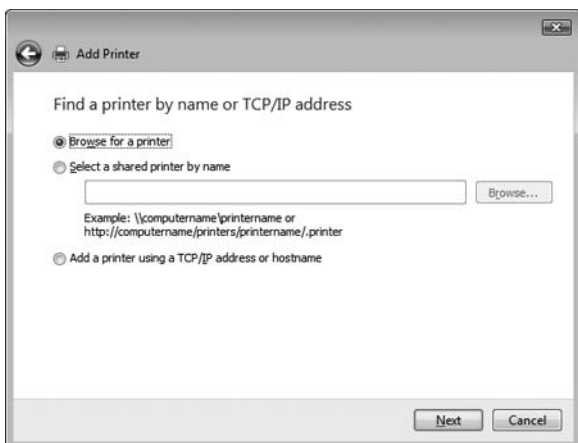 Add Printer
Find a printer by name or TCP/IP address
Browse for a printer
Select a shared printer by name
Browse...
Example: \\computername\printername or
http://computername/printers/printername/.printer
Add a printer using a TCP/IP address or hostname
Next Cancel